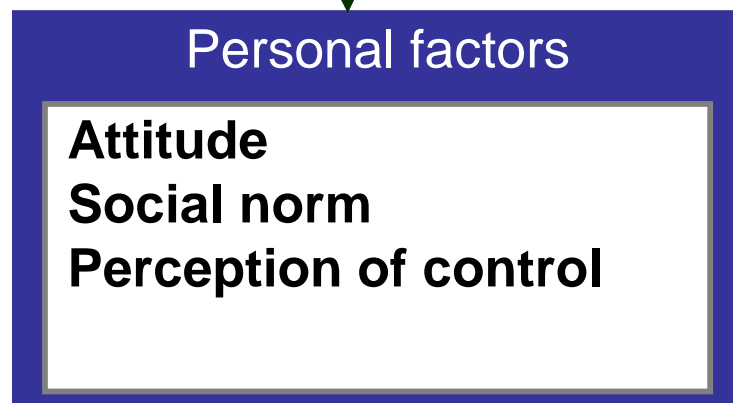 Personal factors
Attitude
Social norm
Perception of control